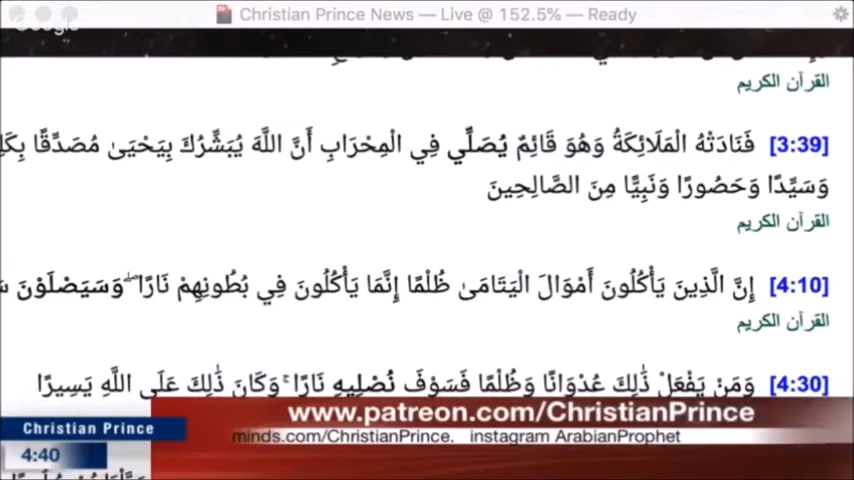 Christian Prince News — Live @ 152.5% — Ready
Google
القرآن الكريم
[3:39] فَنَادَتْهُ الْمَلَائِكَةُ وَهُوَ قَائِمٌ يُصَلِّي فِي الْمِحْرَابِ أَنَّ اللَّهَ يُبَشِّرُكَ بِيَحْيَىٰ مُصَدِّقًا
وَسَيِّدًا وَحَصُورًا وَنَبِيًّا مِنَ الصَّالِحِينَ
القرآن الكريم
[4:10] إِنَّ الَّذِينَ يَأْكُلُونَ أَمْوَالَ الْيَتَامَىٰ ظُلْمًا إِنَّمَا يَأْكُلُونَ فِي بُطُونِهِمْ نَارًا ۖ وَسَيَصْلَوْنَ
القرآن الكريم
[4:30] وَمَنْ يَفْعَلْ ذَٰلِكَ عُدْوَانًا وَظُلْمًا فَسَوْفَ نُصْلِيهِ نَارًا ۚ وَكَانَ ذَٰلِكَ عَلَى اللَّهِ يَسِيرًا
www.patreon.com/ChristianPrince
Christian Prince
minds.com/ChristianPrince. instagram ArabianProphet
4:40